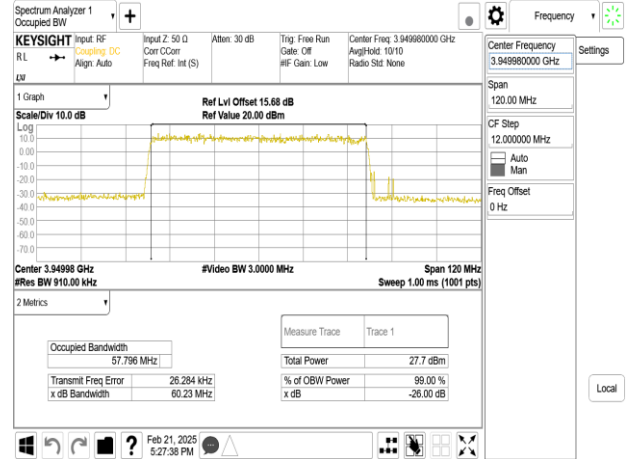 Spectrum Analyzer 1
Occupied BW
Frequency
KEYSIGHT
RL
LXI
Input: RF
Coupling: DC
Align: Auto
Input Z: 50 Ω
Corr CCorr
Freq Ref: Int (S)
Atten: 30 dB
Trig: Free Run
Gate: Off
#IF Gain: Low
Center Freq: 3.949980000 GHz
Avg|Hold: 10/10
Radio Std: None
Center Frequency
3.949980000 GHz
Settings
Span
120.00 MHz
CF Step
12.000000 MHz
Auto
Man
Freq Offset
0 Hz
Local
1 Graph
Scale/Div 10.0 dB
Ref Lvl Offset 15.68 dB
Ref Value 20.00 dBm
Log
10.0
0.00
-10.0
-20.0
-30.0
-40.0
-50.0
-60.0
-70.0
Center 3.94998 GHz
#Video BW 3.0000 MHz
Span 120 MHz
#Res BW 910.00 kHz
Sweep 1.00 ms (1001 pts)
2 Metrics
Measure Trace
Trace 1
Occupied Bandwidth
57.796 MHz
Total Power
27.7 dBm
Transmit Freq Error
26.284 kHz
% of OBW Power
99.00 %
x dB Bandwidth
60.23 MHz
x dB
-26.00 dB
?
Feb 21, 2025
5:27:38 PM